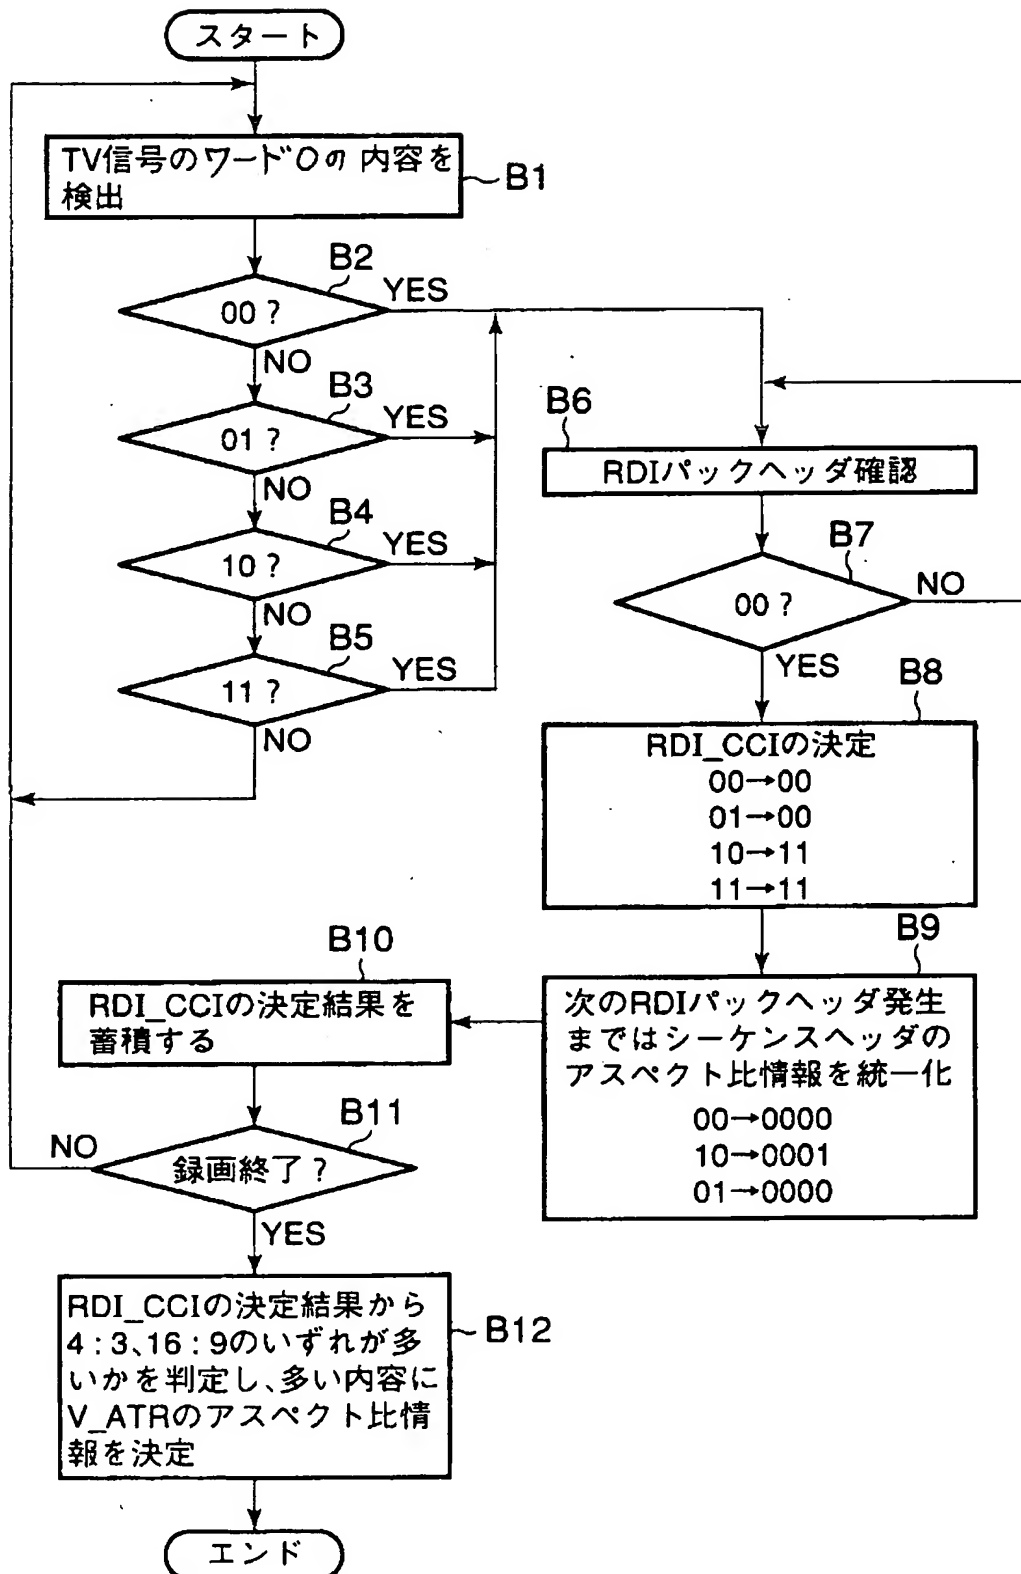 スタート
TV信号のワード0の内容を
検出
B1
B2
00?
YES
NO
B3
01?
YES
NO
B4
10?
YES
NO
B5
11?
YES
NO
B6
RDIパックヘッダ確認
B7
00?
NO
YES
B8
RDI_CCIの決定
00→00
01→00
10→11
11→11
B9
次のRDIパックヘッダ発生
まではシーケンスヘッダの
アスペクト比情報を統一化
00→0000
10→0001
01→0000
B10
RDI_CCIの決定結果を
蓄積する
B11
録画終了?
NO
YES
RDI_CCIの決定結果から
4:3、16:9のいずれが多
いかを判定し、多い内容に
V_ATRのアスペクト比情
報を決定
B12
エンド